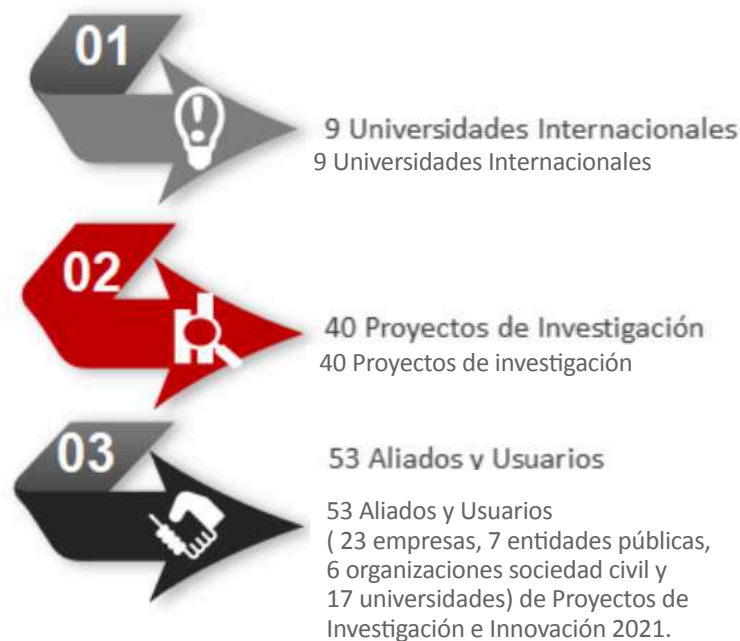 01
9 Universidades Internacionales
9 Universidades Internacionales
02
40 Proyectos de Investigación
40 Proyectos de investigación
03
53 Aliados y Usuarios
53 Aliados y Usuarios
( 23 empresas, 7 entidades públicas,
6 organizaciones sociedad civil y
17 universidades) de Proyectos de
Investigación e Innovación 2021.